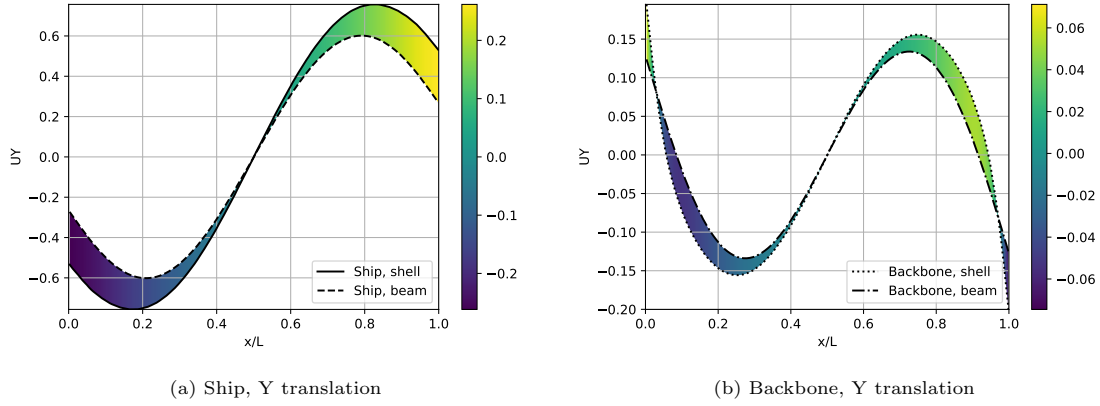 0.6
0.4
0.2
0.0
−0.2
−0.4
−0.6
UY
0.0 0.2 0.4 0.6 0.8 1.0
x/L
Ship, shell
Ship, beam
0.2
0.1
0.0
−0.1
−0.2
(a) Ship, Y translation
0.15
0.10
0.05
0.00
−0.05
−0.10
−0.15
−0.20
UY
0.0 0.2 0.4 0.6 0.8 1.0
x/L
Backbone, shell
Backbone, beam
0.06
0.04
0.02
0.00
−0.02
−0.04
−0.06
(b) Backbone, Y translation